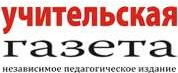 учительская
газета
независимое педагогическое издание